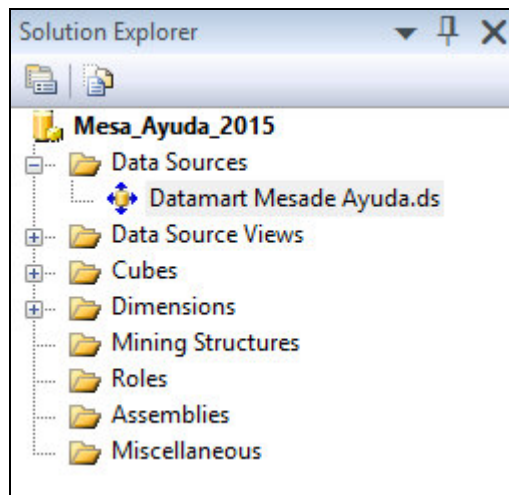 Solution Explorer
Mesa_Ayuda_2015
Data Sources
Datamart Mesade Ayuda.ds
Data Source Views
Cubes
Dimensions
Mining Structures
Roles
Assemblies
Miscellaneous